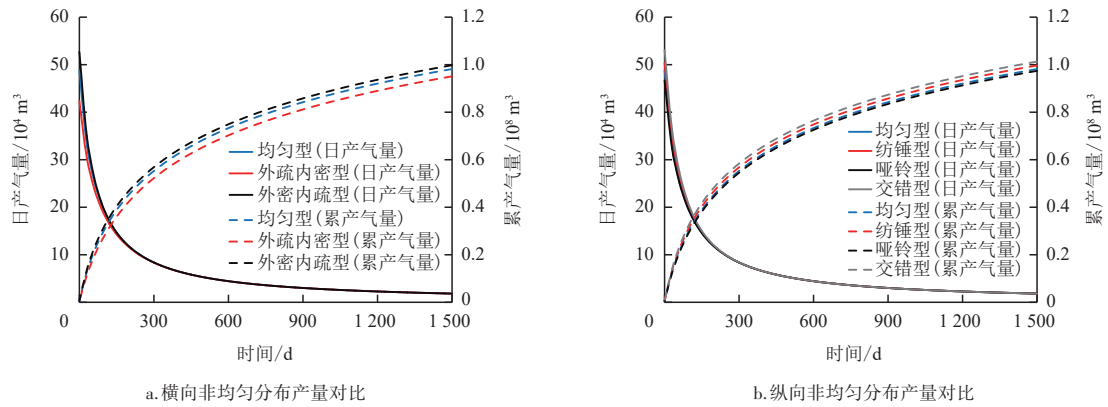 60
50
40
30
20
10
0
300
600
900
1 200
1 500
1.2
1.0
0.8
0.6
0.4
0.2
0
日产气量/10⁴ m³
累产气量/10⁸ m³
时间/d
均匀型(日产气量)
外疏内密型(日产气量)
外密内疏型(日产气量)
均匀型(累产气量)
外疏内密型(累产气量)
外密内疏型(累产气量)
a.横向非均匀分布产量对比
60
50
40
30
20
10
0
300
600
900
1 200
1 500
1.2
1.0
0.8
0.6
0.4
0.2
0
日产气量/10⁴ m³
累产气量/10⁸ m³
时间/d
均匀型(日产气量)
纺锤型(日产气量)
哑铃型(日产气量)
交错型(日产气量)
均匀型(累产气量)
纺锤型(累产气量)
哑铃型(累产气量)
交错型(累产气量)
b.纵向非均匀分布产量对比